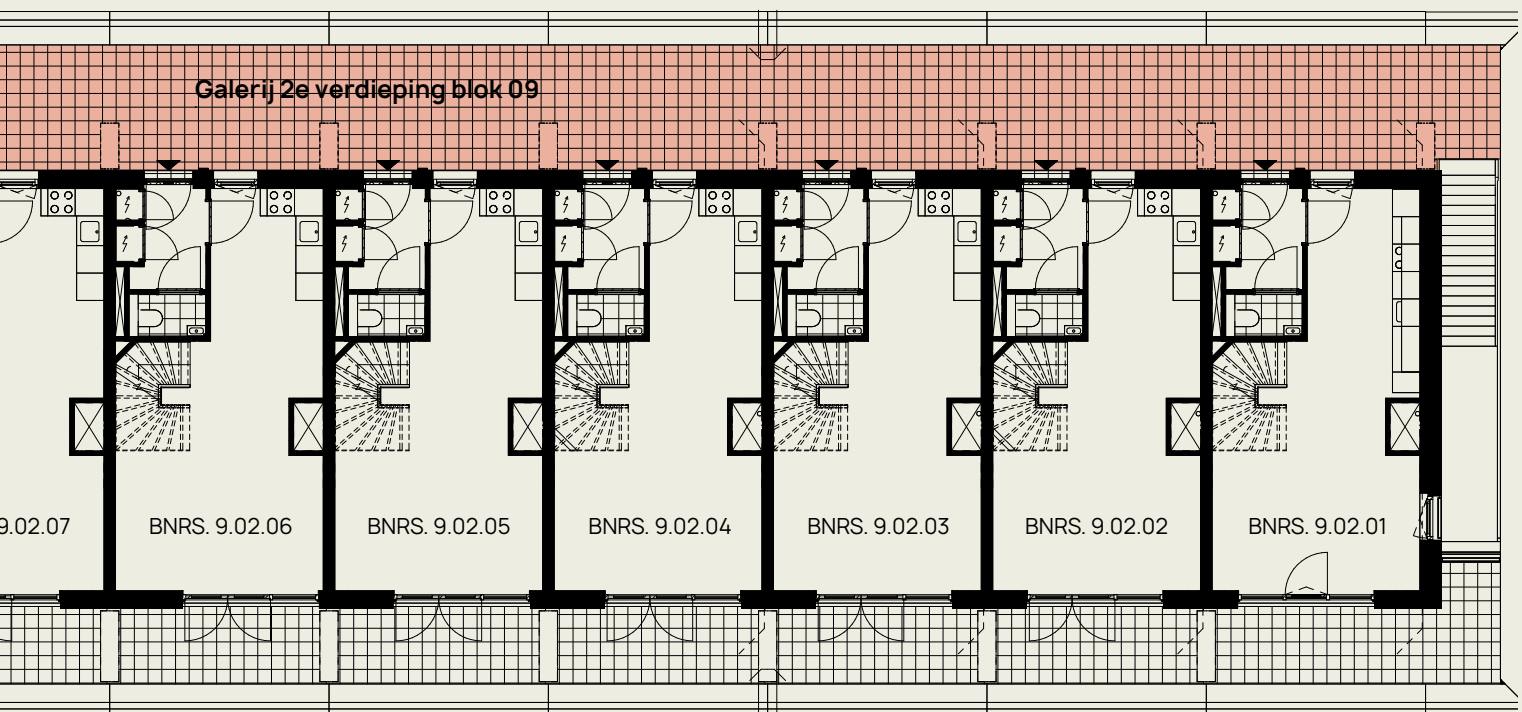 Galerij 2e verdieping blok 09
9.02.07
BNRS. 9.02.06
BNRS. 9.02.05
BNRS. 9.02.04
BNRS. 9.02.03
BNRS. 9.02.02
BNRS. 9.02.01